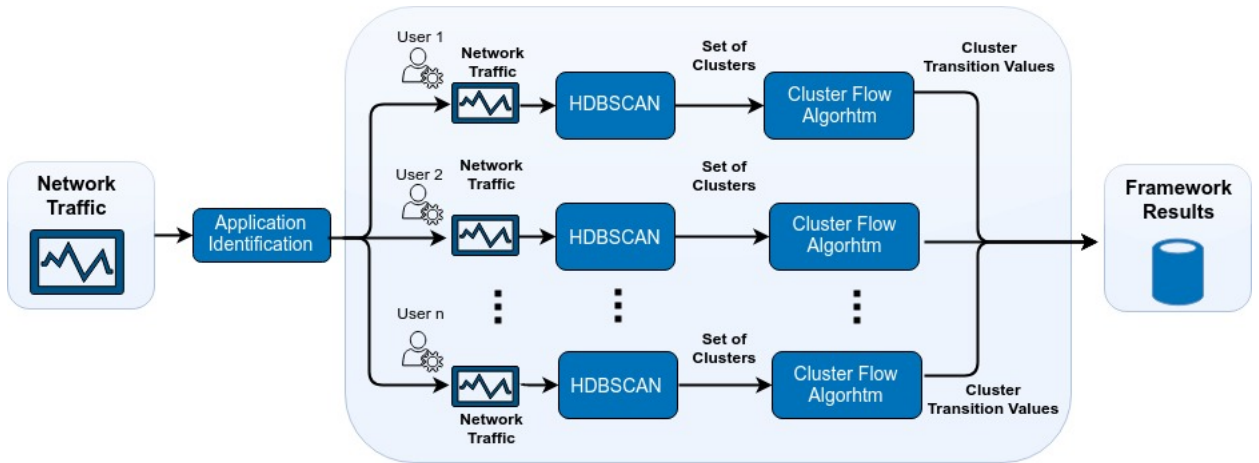 Network
Traffic
Application
Identification
User 1
Network
Traffic
HDBSCAN
Set of
Clusters
Cluster Flow
Algorhtm
Cluster
Transition Values
User 2
Network
Traffic
HDBSCAN
Set of
Clusters
Cluster Flow
Algorhtm
User n
Network
Traffic
HDBSCAN
Set of
Clusters
Cluster Flow
Algorhtm
Cluster
Transition Values
Framework
Results